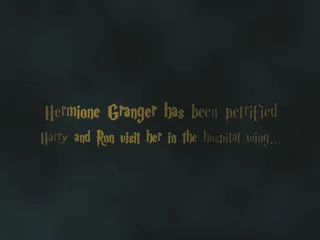 Hermione Granger has been petrified
Harry and Ron visit her in the hospital wing...